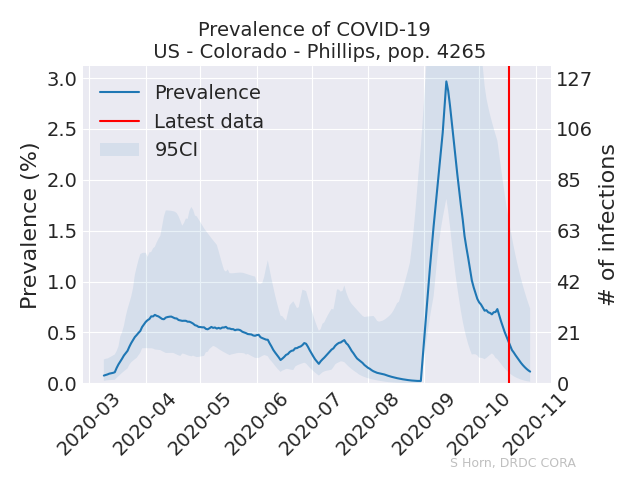 Prevalence of COVID-19
US - Colorado - Phillips, pop. 4265
Prevalence
Latest data
95CI
Prevalence (%)
3.0
2.5
2.0
1.5
1.0
0.5
0.0
127
106
85
63
42
21
0
# of infections
2020-03
2020-04
2020-05
2020-06
2020-07
2020-08
2020-09
2020-10
2020-11
S Horn, DRDC CORA